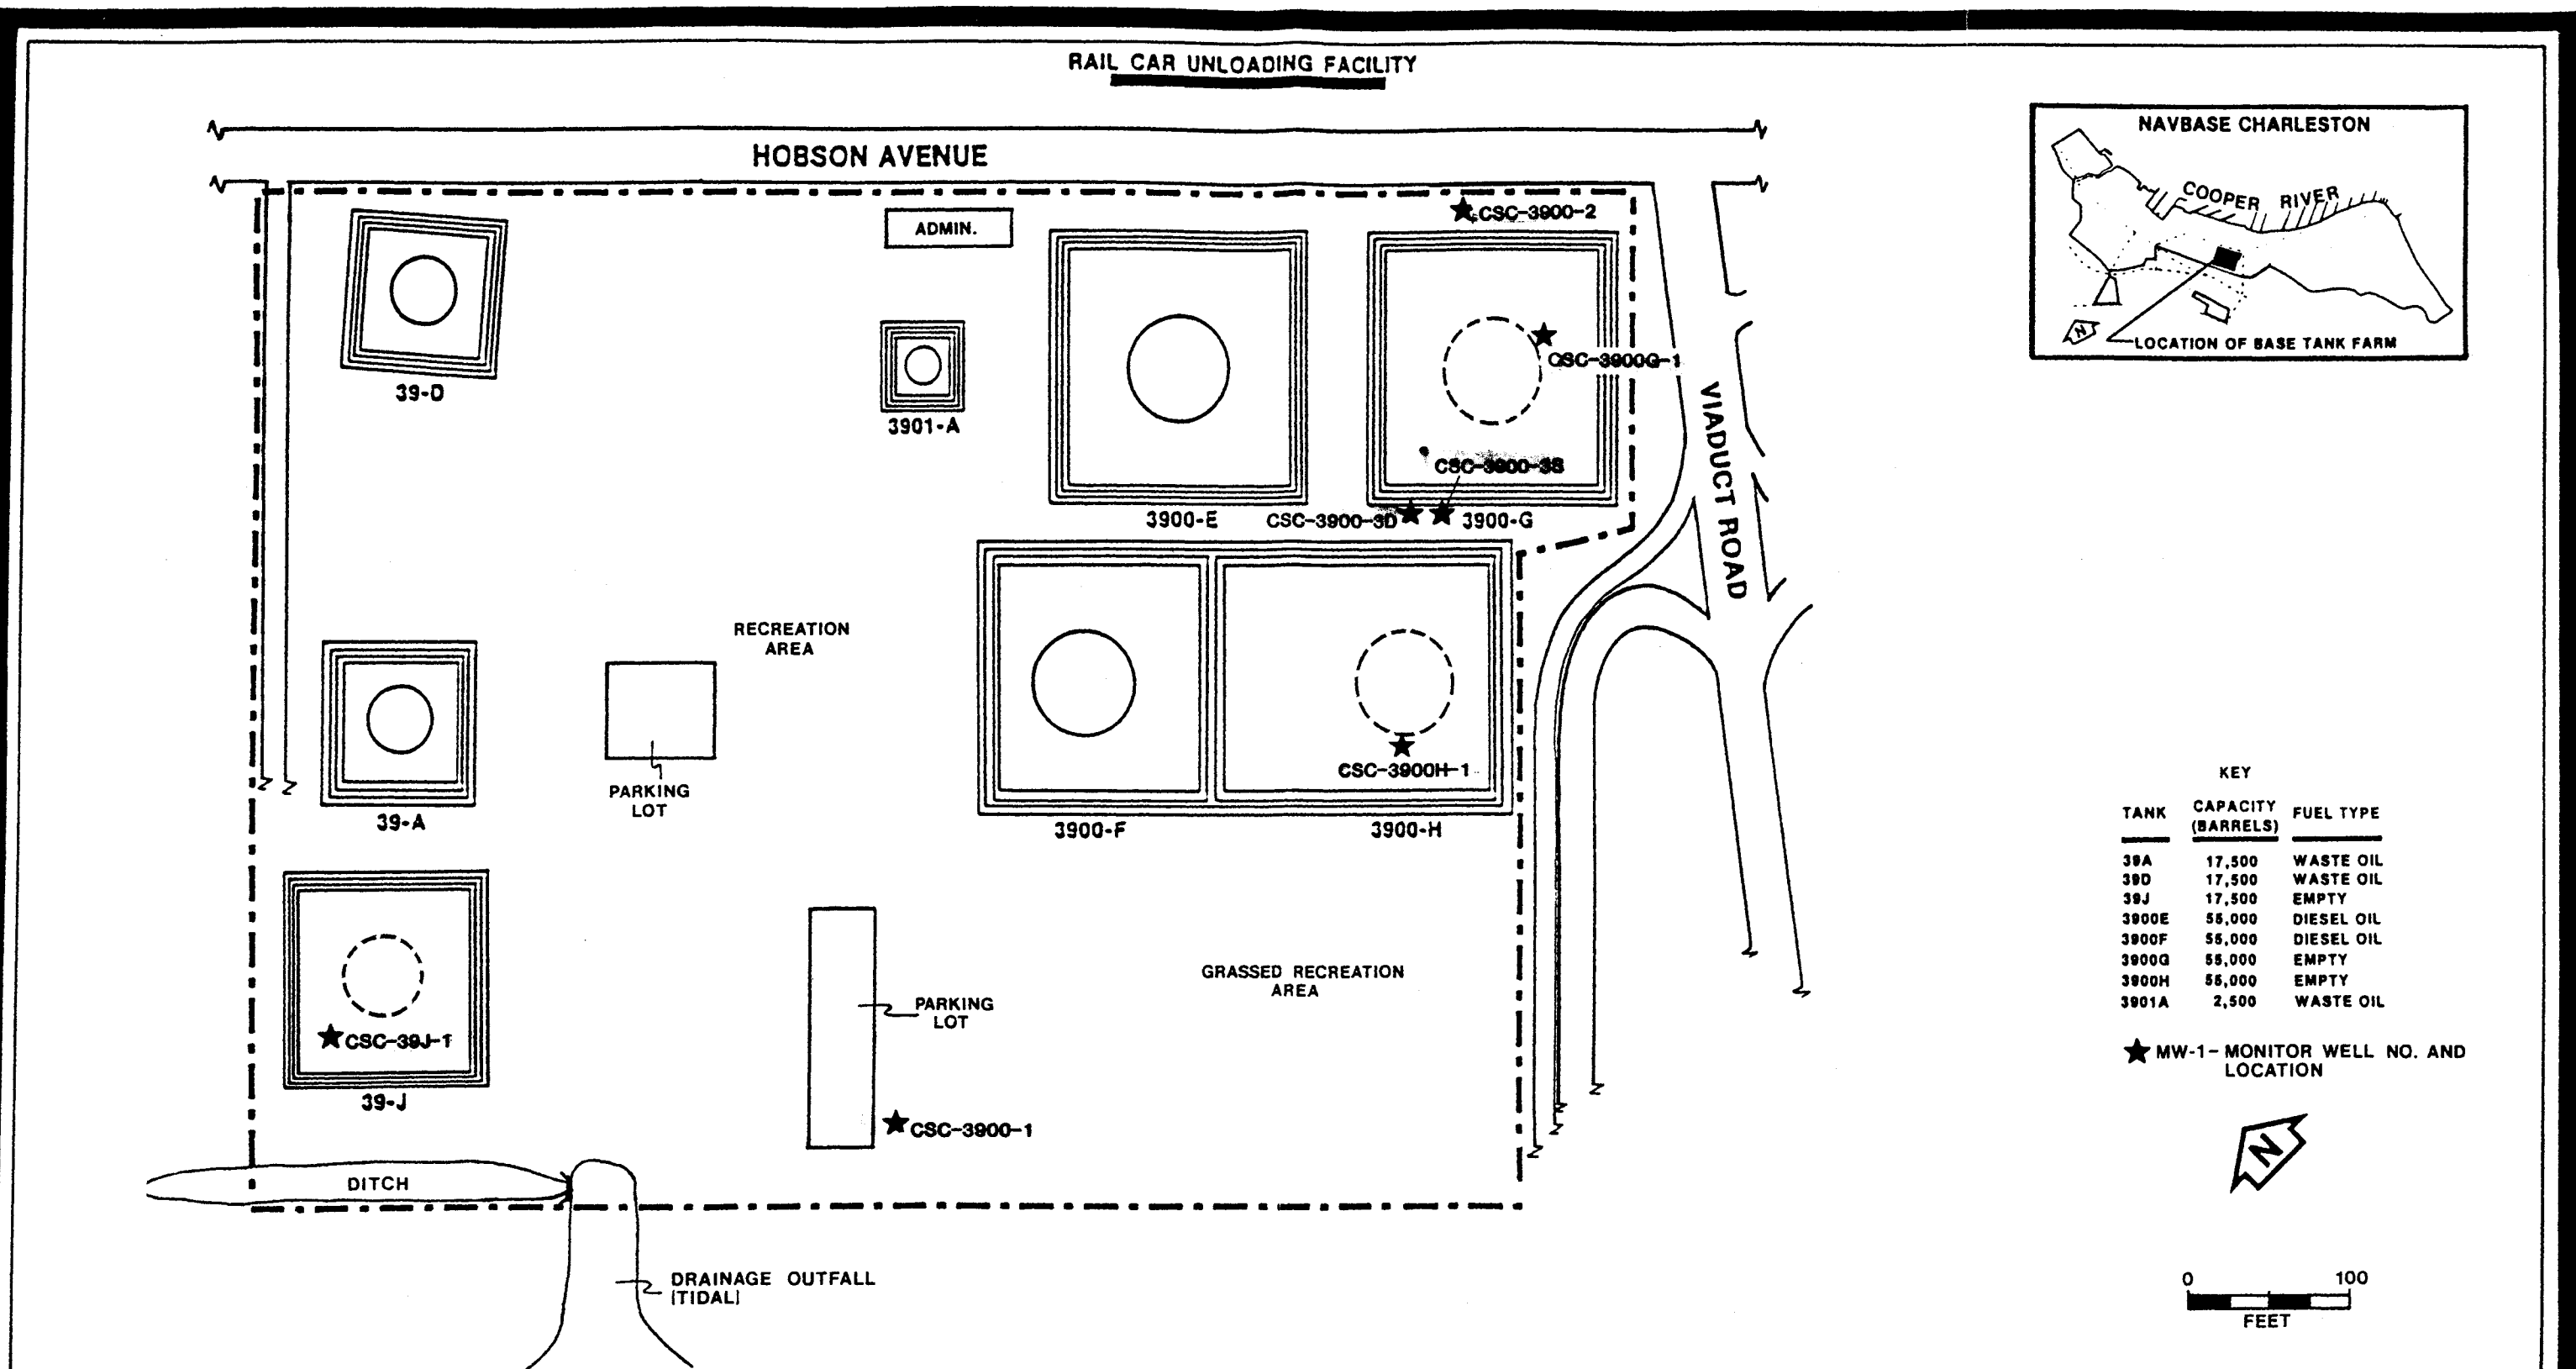 RAIL CAR UNLOADING FACILITY
HOBSON AVENUE
NAVBASE CHARLESTON
COOPER RIVER
N
LOCATION OF BASE TANK FARM
ADMIN.
CSC-3900-2
CSC-3900G-1
39-D
3901-A
CSC-3900-3S
3900-E
CSC-3900-3D
3900-G
VIADUCT ROAD
RECREATION
AREA
PARKING
LOT
CSC-3900H-1
39-A
3900-F
3900-H
KEY
TANK CAPACITY (BARRELS) FUEL TYPE
39A 17,500 WASTE OIL
39D 17,500 WASTE OIL
39J 17,500 EMPTY
3900E 55,000 DIESEL OIL
3900F 55,000 DIESEL OIL
3900G 55,000 EMPTY
3900H 55,000 EMPTY
3901A 2,500 WASTE OIL
GRASSED RECREATION
AREA
PARKING
LOT
CSC-39J-1
39-J
CSC-3900-1
MW-1- MONITOR WELL NO. AND
LOCATION
N
DITCH
DRAINAGE OUTFALL
(TIDAL)
0 100
FEET